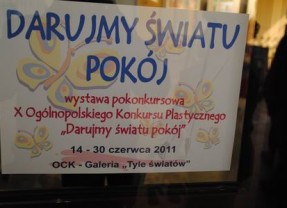 DARUJMY ŚWIATU
POKÓJ
wystawa pokonkursowa
X Ogólnopolskiego Konkursu Plastycznego
„Darujmy światu pokój”
14 - 30 czerwca 2011
OCK - Galeria „Tyle światów”